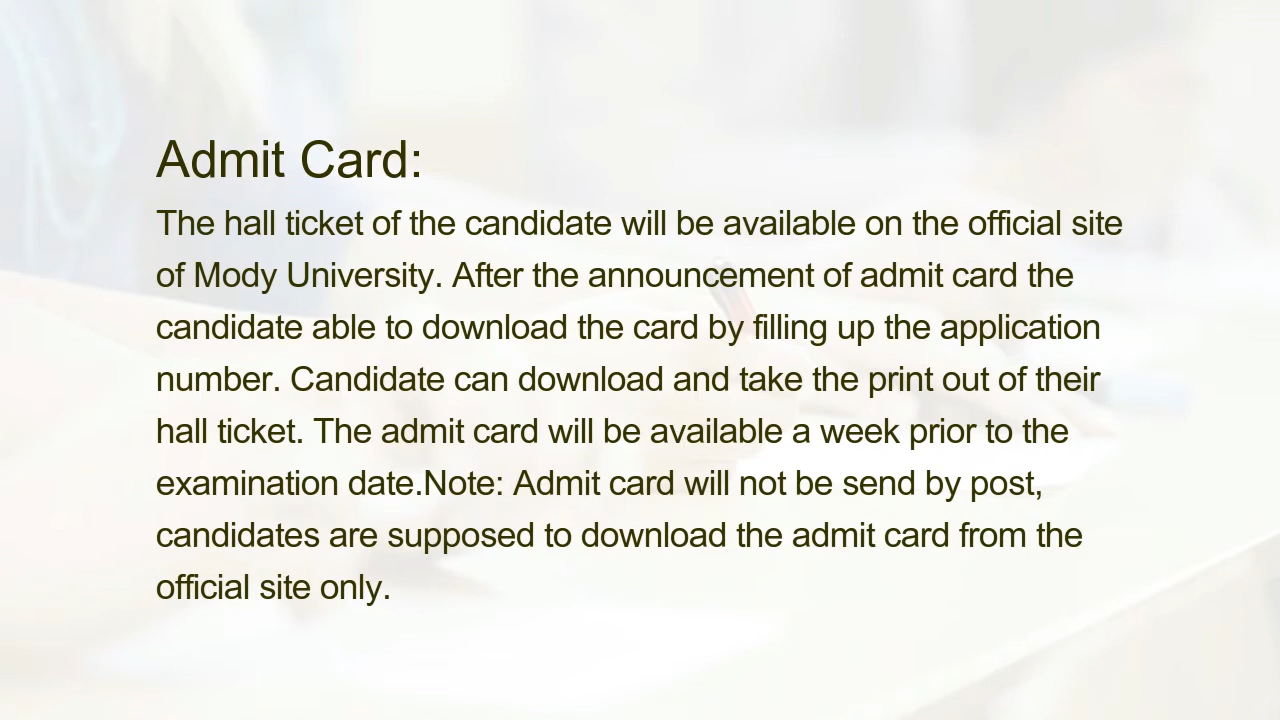 Admit Card:
The hall ticket of the candidate will be available on the official site
of Mody University. After the announcement of admit card the
candidate able to download the card by filling up the application
number. Candidate can download and take the print out of their
hall ticket. The admit card will be available a week prior to the
examination date.Note: Admit card will not be send by post,
candidates are supposed to download the admit card from the
official site only.